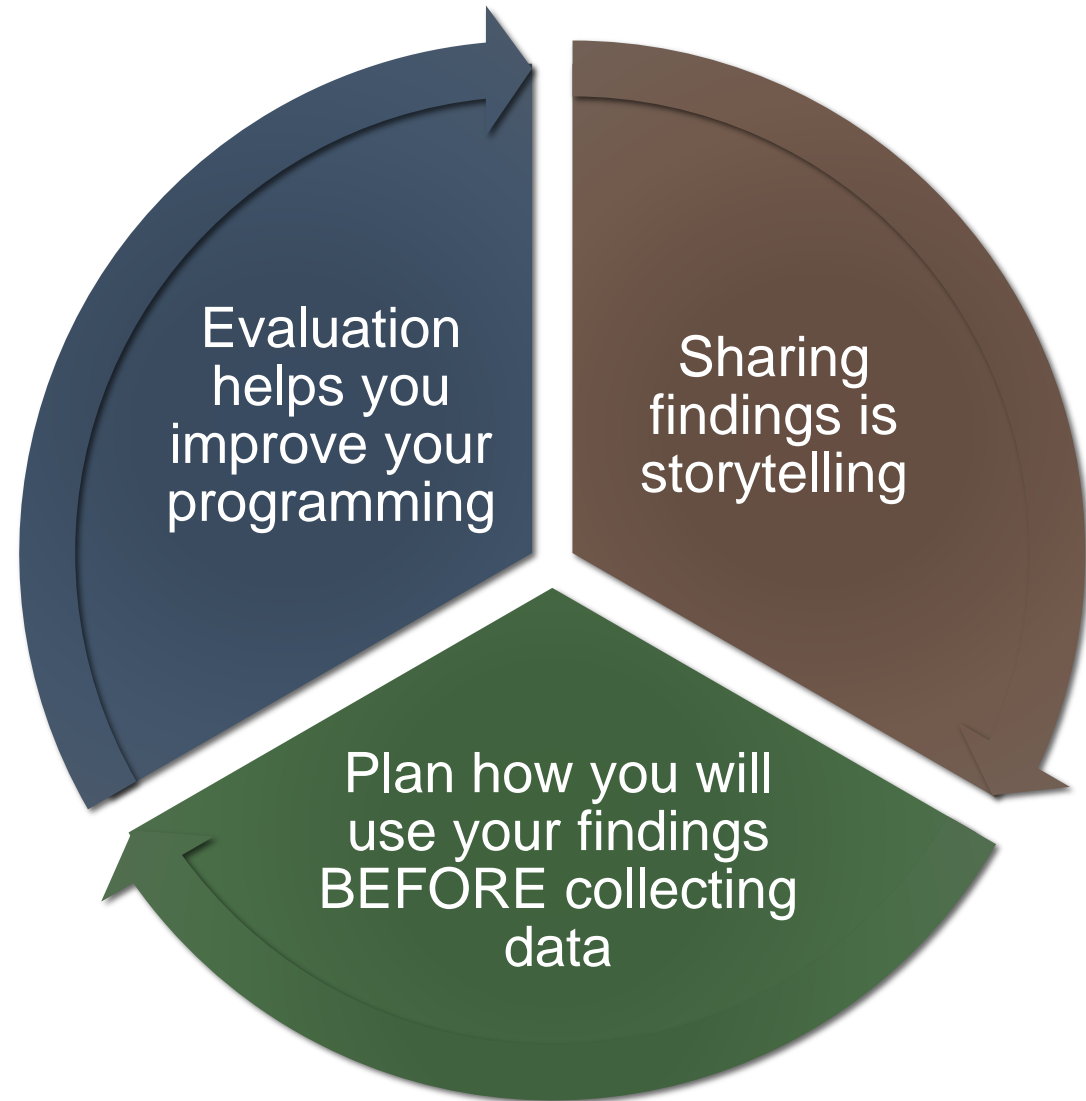 Evaluation
helps you
improve your
programming
Sharing
findings is
storytelling
Plan how you will
use your findings
BEFORE collecting
data